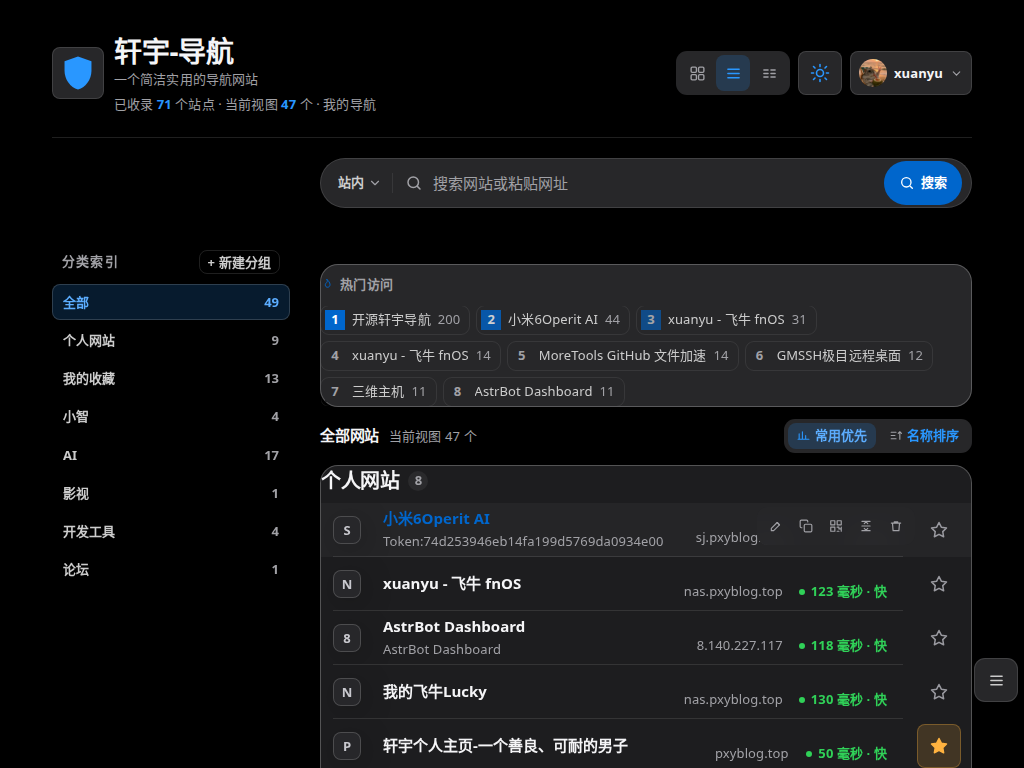 轩宇-导航
一个简洁实用的导航网站
已收录 71 个站点 · 当前视图 47 个 · 我的导航
xuanyu
站内 搜索网站或粘贴网址 搜索
分类索引 + 新建分组
全部 49
个人网站 9
我的收藏 13
小智 4
AI 17
影视 1
开发工具 4
论坛 1
热门访问
1 开源轩宇导航 200 2 小米6Operit AI 44 3 xuanyu - 飞牛 fnOS 31
4 xuanyu - 飞牛 fnOS 14 5 MoreTools GitHub 文件加速 14 6 GMSSH极目远程桌面 12
7 三维主机 11 8 AstrBot Dashboard 11
全部网站 当前视图 47 个 常用优先 名称排序
个人网站 8
S 小米6Operit AI
Token:74d253946eb14fa199d5769da0934e00 sj.pxyblog.
N xuanyu - 飞牛 fnOS nas.pxyblog.top 123 毫秒 · 快
8 AstrBot Dashboard
AstrBot Dashboard 8.140.227.117 118 毫秒 · 快
N 我的飞牛Lucky nas.pxyblog.top 130 毫秒 · 快
P 轩宇个人主页-一个善良、可耐的男子 pxyblog.top 50 毫秒 · 快